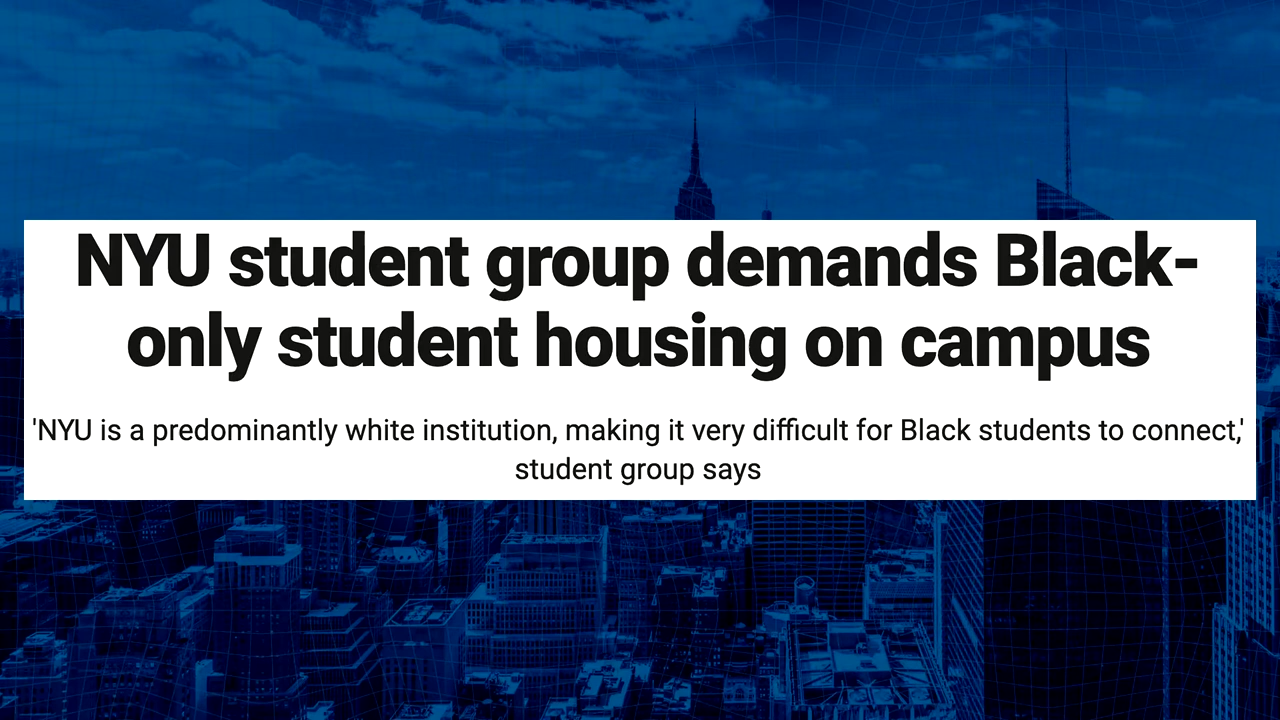 NYU student group demands Black-
only student housing on campus
'NYU is a predominantly white institution, making it very difficult for Black students to connect,'
student group says